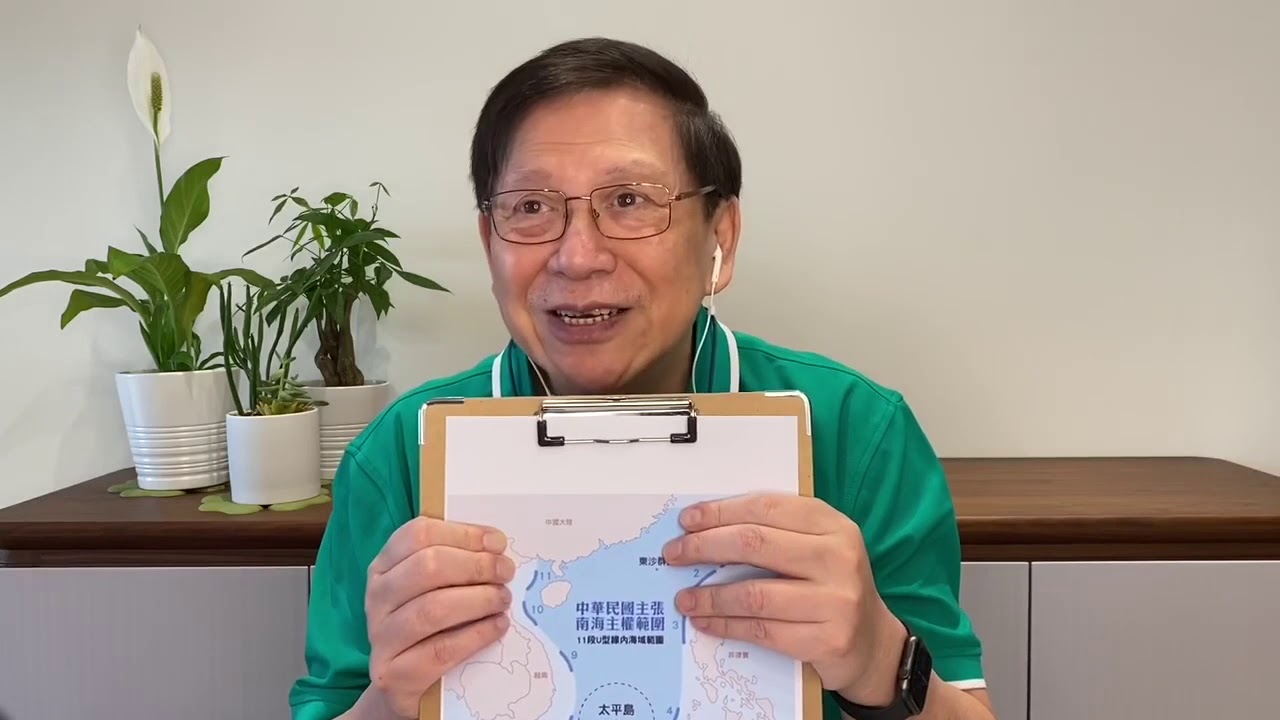 中國大陸
東沙群
11
2
中華民國主張
南海主權範圍
10
3
11段U型線內海域範圍
9
菲律賓
越南
太平島
4